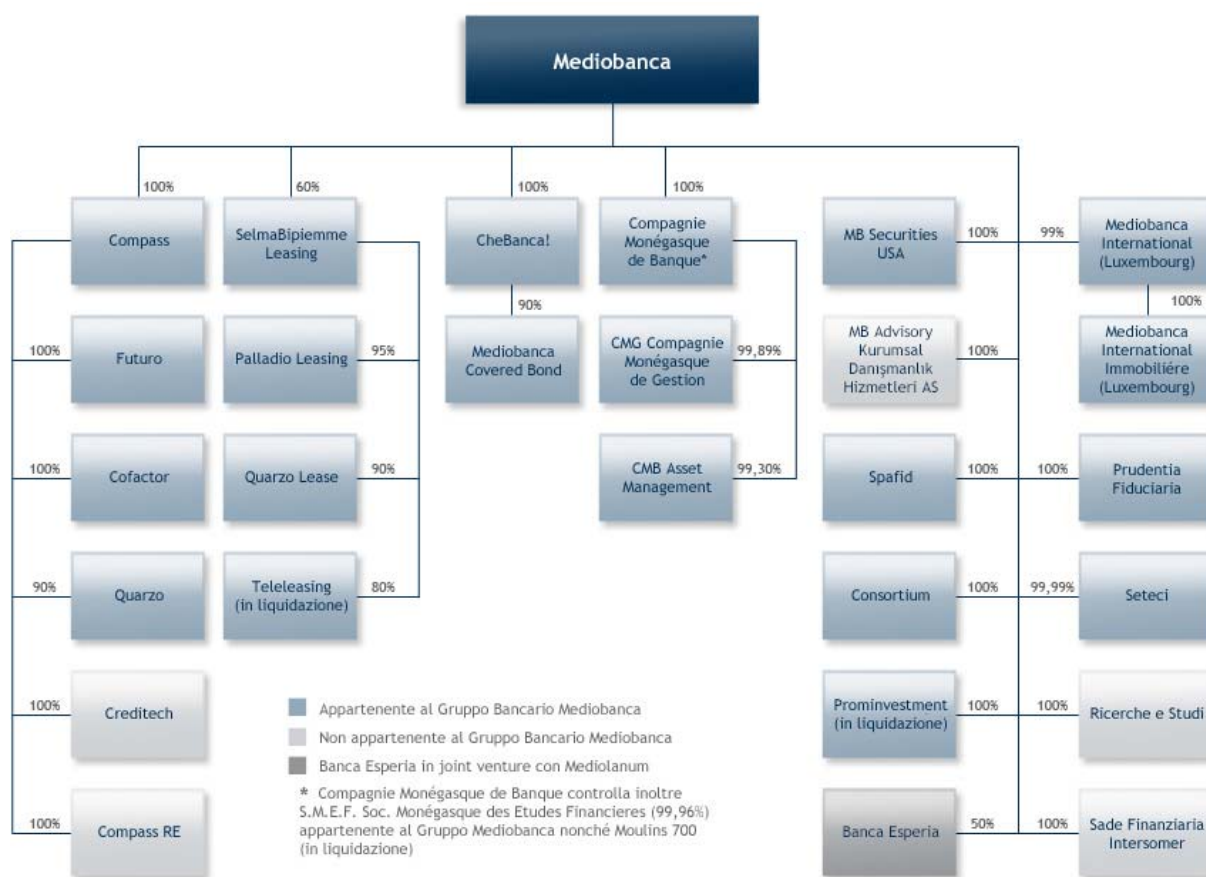 Mediobanca
100%
60%
100%
100%
Compass
SelmaBipiemme
Leasing
CheBanca!
Compagnie
Monégasque
de Banque*
MB Securities
USA
100%
99%
Mediobanca
International
(Luxembourg)
90%
100%
100%
Futuro
Palladio Leasing
95%
Mediobanca
Covered Bond
CMG Compagnie
Monégasque
de Gestion
99,89%
MB Advisory
Kurumsal
Danışmanlık
Hizmetleri AS
100%
Mediobanca
International
Immobiliére
(Luxembourg)
100%
Cofactor
Quarzo Lease
90%
CMB Asset
Management
99,30%
Spafid
100%
100%
Prudentia
Fiduciaria
90%
Quarzo
Teleleasing
(in liquidazione)
80%
Consortium
100%
99,99%
Seteci
100%
Creditech
Prominvestment
(in liquidazione)
100%
100%
Ricerche e Studi
100%
Compass RE
Banca Esperia
50%
100%
Sade Finanziaria
Intersomer
Appartenente al Gruppo Bancario Mediobanca
Non appartenente al Gruppo Bancario Mediobanca
Banca Esperia in joint venture con Mediolanum
* Compagnie Monégasque de Banque controlla inoltre
S.M.E.F. Soc. Monégasque des Etudes Financieres (99,96%)
appartenente al Gruppo Mediobanca nonché Moulins 700
(in liquidazione)